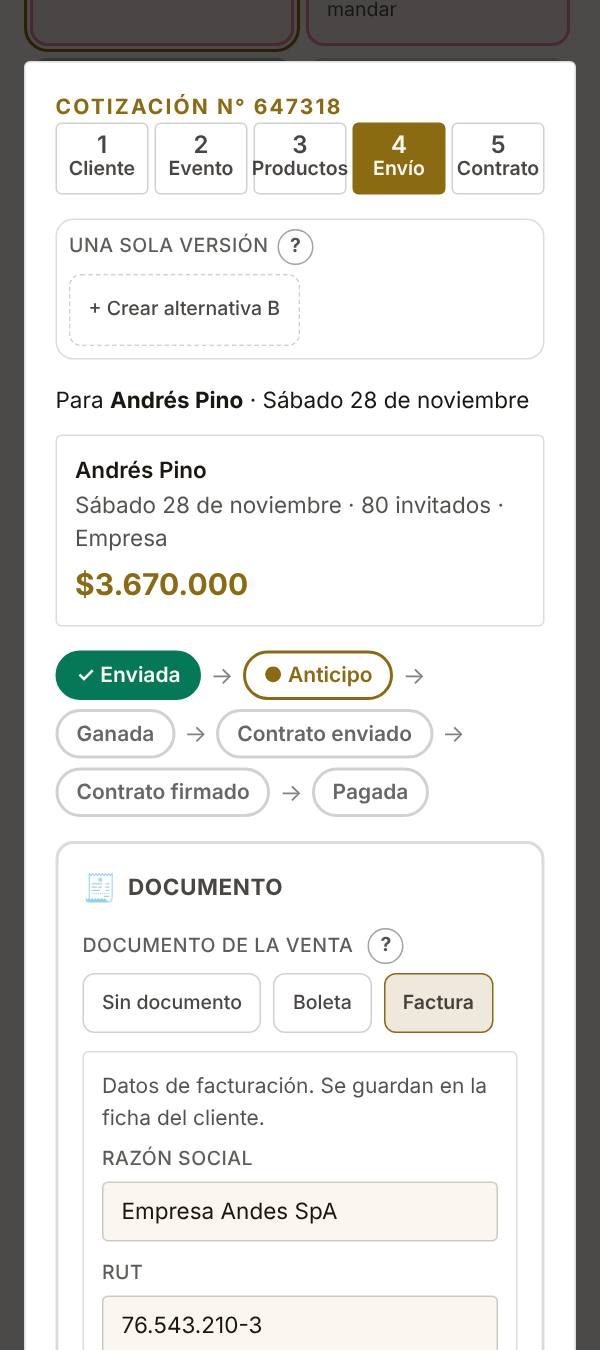 mandar
COTIZACIÓN N° 647318
1
Cliente
2
Evento
3
Productos
4
Envío
5
Contrato
UNA SOLA VERSIÓN ?
+ Crear alternativa B
Para Andrés Pino · Sábado 28 de noviembre
Andrés Pino
Sábado 28 de noviembre · 80 invitados ·
Empresa
$3.670.000
✓ Enviada → ● Anticipo →
Ganada → Contrato enviado →
Contrato firmado → Pagada
🧾 DOCUMENTO
DOCUMENTO DE LA VENTA ?
Sin documento Boleta Factura
Datos de facturación. Se guardan en la
ficha del cliente.
RAZÓN SOCIAL
Empresa Andes SpA
RUT
76.543.210-3